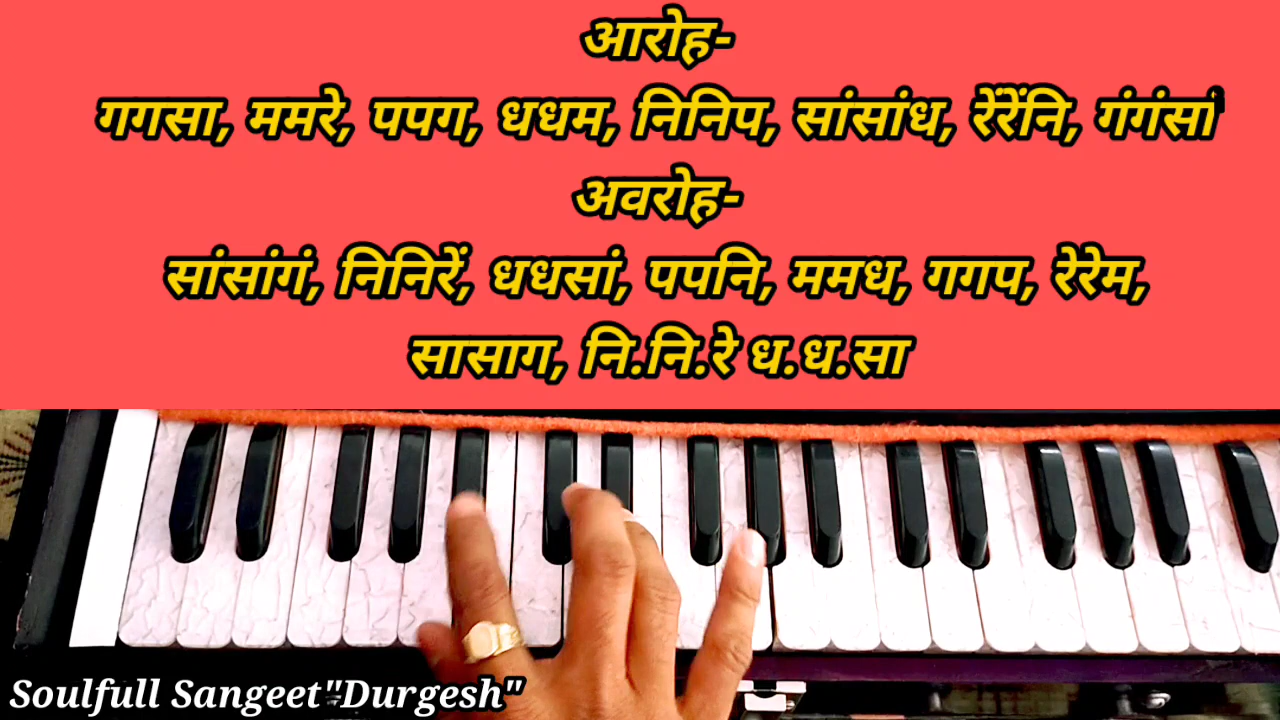 आरोह-
गगसा, ममरे, पपग, धधम, निनिप, सांसांध, रेंरेंनि, गंगंसां
अवरोह-
सांसांगं, निनिरें, धधसां, पपनि, ममध, गगप, रेरेम,
सासाग, नि.नि.रे ध.ध.सा
Soulfull Sangeet"Durgesh"